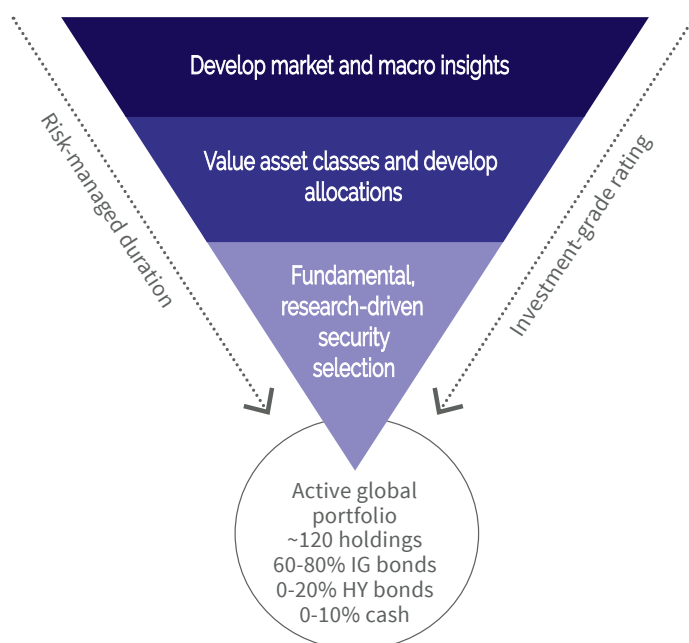 Develop market and macro insights
Risk-managed duration
Investment-grade rating
Value asset classes and develop
allocations
Fundamental,
research-driven
security
selection
Active global
portfolio
~120 holdings
60-80% IG bonds
0-20% HY bonds
0-10% cash